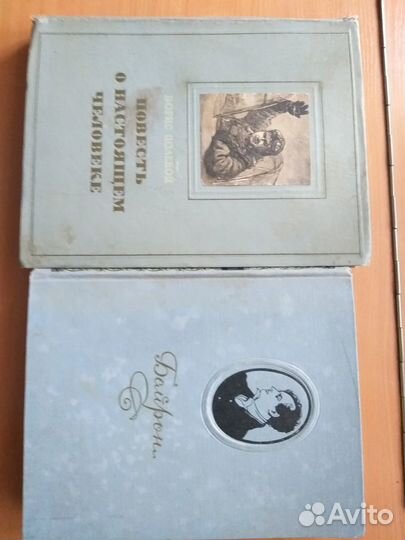 БОРИС ПОЛЕВОЙ
ПОВЕСТЬ
О НАСТОЯЩЕМ
ЧЕЛОВЕКЕ
Байрон
Avito